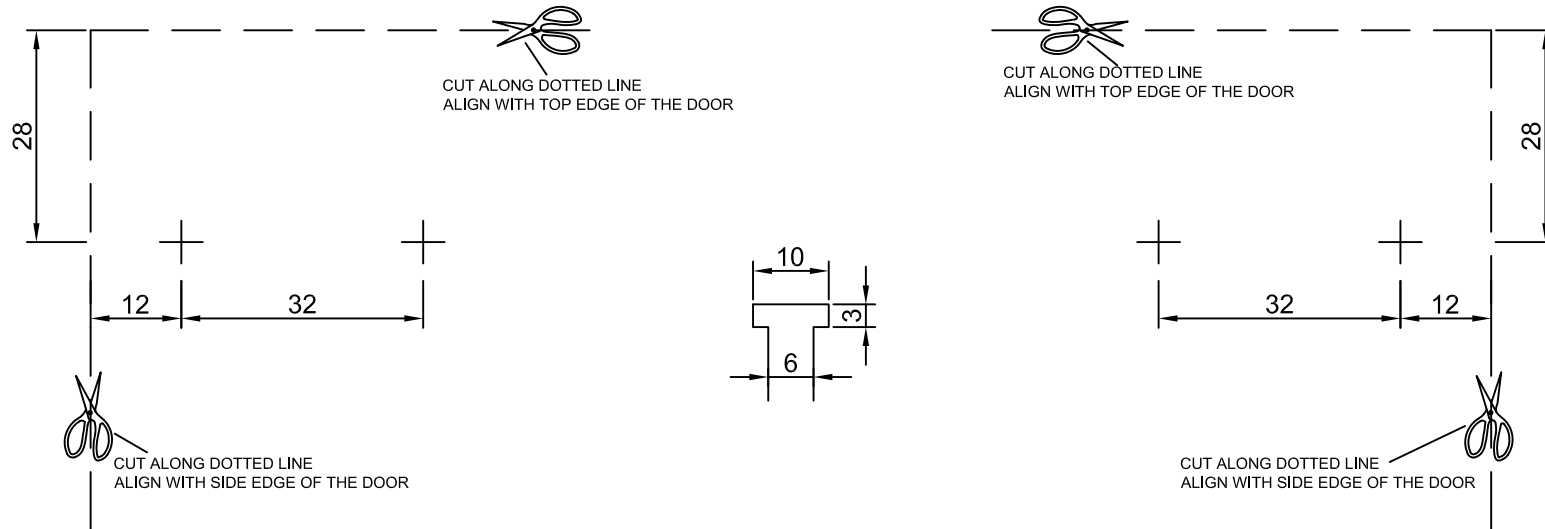 CUT ALONG DOTTED LINE
ALIGN WITH TOP EDGE OF THE DOOR
CUT ALONG DOTTED LINE
ALIGN WITH TOP EDGE OF THE DOOR
28
28
12
32
10
3
6
32
12
CUT ALONG DOTTED LINE
ALIGN WITH SIDE EDGE OF THE DOOR
CUT ALONG DOTTED LINE
ALIGN WITH SIDE EDGE OF THE DOOR